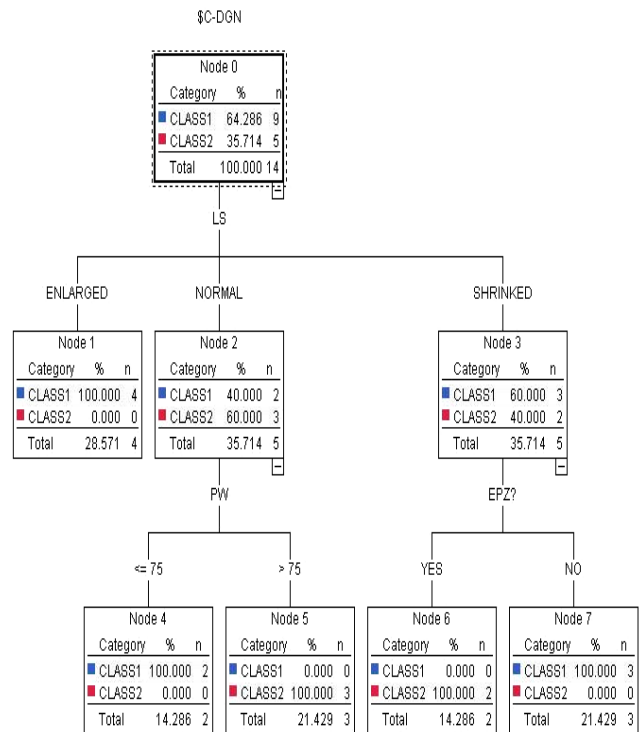 $C-DGN
Node 0
Category % n
CLASS1 64.286 9
CLASS2 35.714 5
Total 100.000 14
LS
ENLARGED NORMAL SHRINKED
Node 1
Category % n
CLASS1 100.000 4
CLASS2 0.000 0
Total 28.571 4
Node 2
Category % n
CLASS1 40.000 2
CLASS2 60.000 3
Total 35.714 5
Node 3
Category % n
CLASS1 60.000 3
CLASS2 40.000 2
Total 35.714 5
PW EPZ?
<= 75 > 75 YES NO
Node 4
Category % n
CLASS1 100.000 2
CLASS2 0.000 0
Total 14.286 2
Node 5
Category % n
CLASS1 0.000 0
CLASS2 100.000 3
Total 21.429 3
Node 6
Category % n
CLASS1 0.000 0
CLASS2 100.000 2
Total 14.286 2
Node 7
Category % n
CLASS1 100.000 3
CLASS2 0.000 0
Total 21.429 3